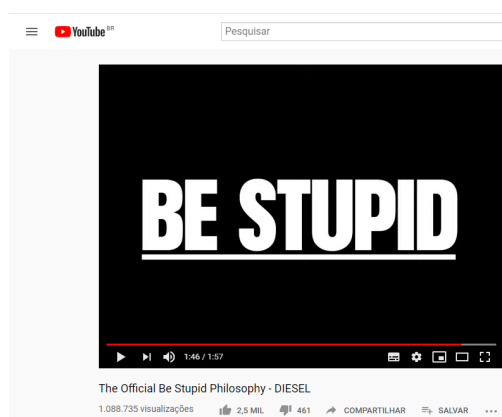 YouTube BR
Pesquisar
BE STUPID
1:46 / 1:57
The Official Be Stupid Philosophy - DIESEL
1.088.735 visualizações 2,5 MIL 461 COMPARTILHAR SALVAR